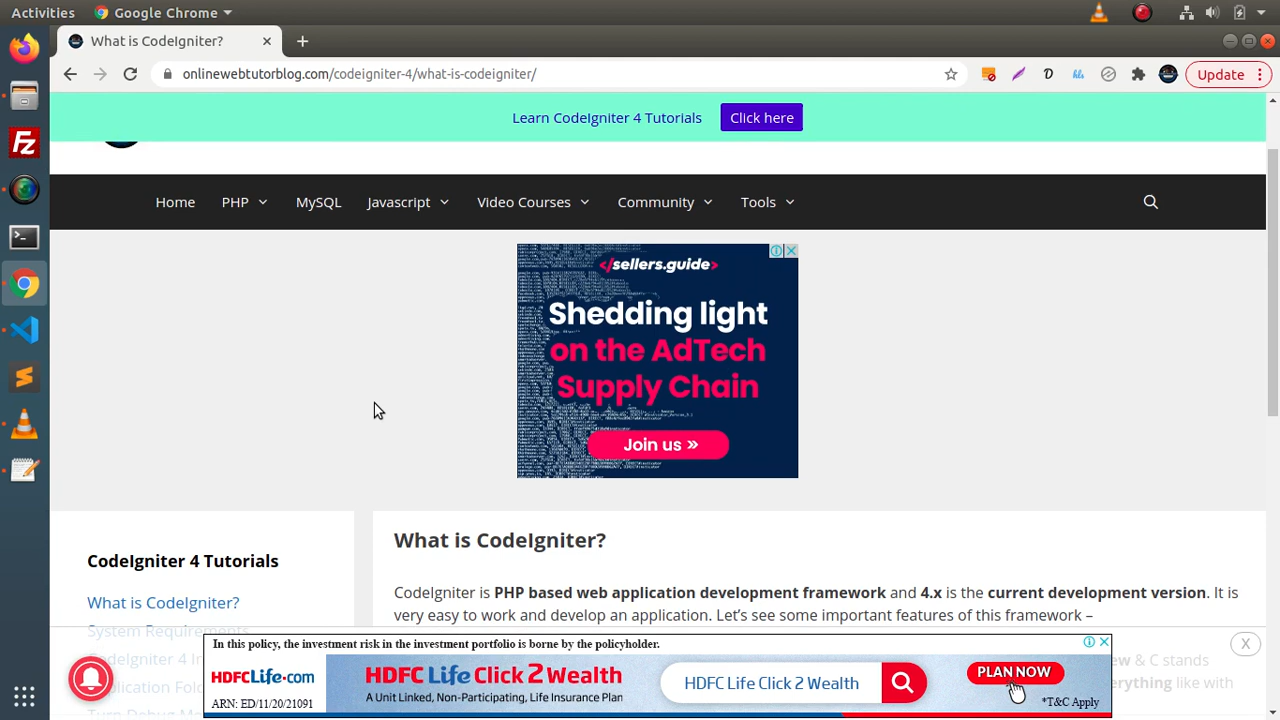 Activities Google Chrome
What is CodeIgniter?
onlinewebtutorblog.com/codeigniter-4/what-is-codeigniter/
Update
Learn CodeIgniter 4 Tutorials Click here
Home PHP MySQL Javascript Video Courses Community Tools
</sellers.guide>
Shedding light
on the AdTech
Supply Chain
Join us »
CodeIgniter 4 Tutorials
What is CodeIgniter?
System Requirements
What is CodeIgniter?
CodeIgniter is PHP based web application development framework and 4.x is the current development version. It is
very easy to work and develop an application. Let’s see some important features of this framework –
& C stands
everything like with
In this policy, the investment risk in the investment portfolio is borne by the policyholder.
HDFCLife.com
ARN: ED/11/20/21091
HDFC Life Click 2 Wealth
A Unit Linked, Non-Participating, Life Insurance Plan
HDFC Life Click 2 Wealth
PLAN NOW
*T&C Apply
X